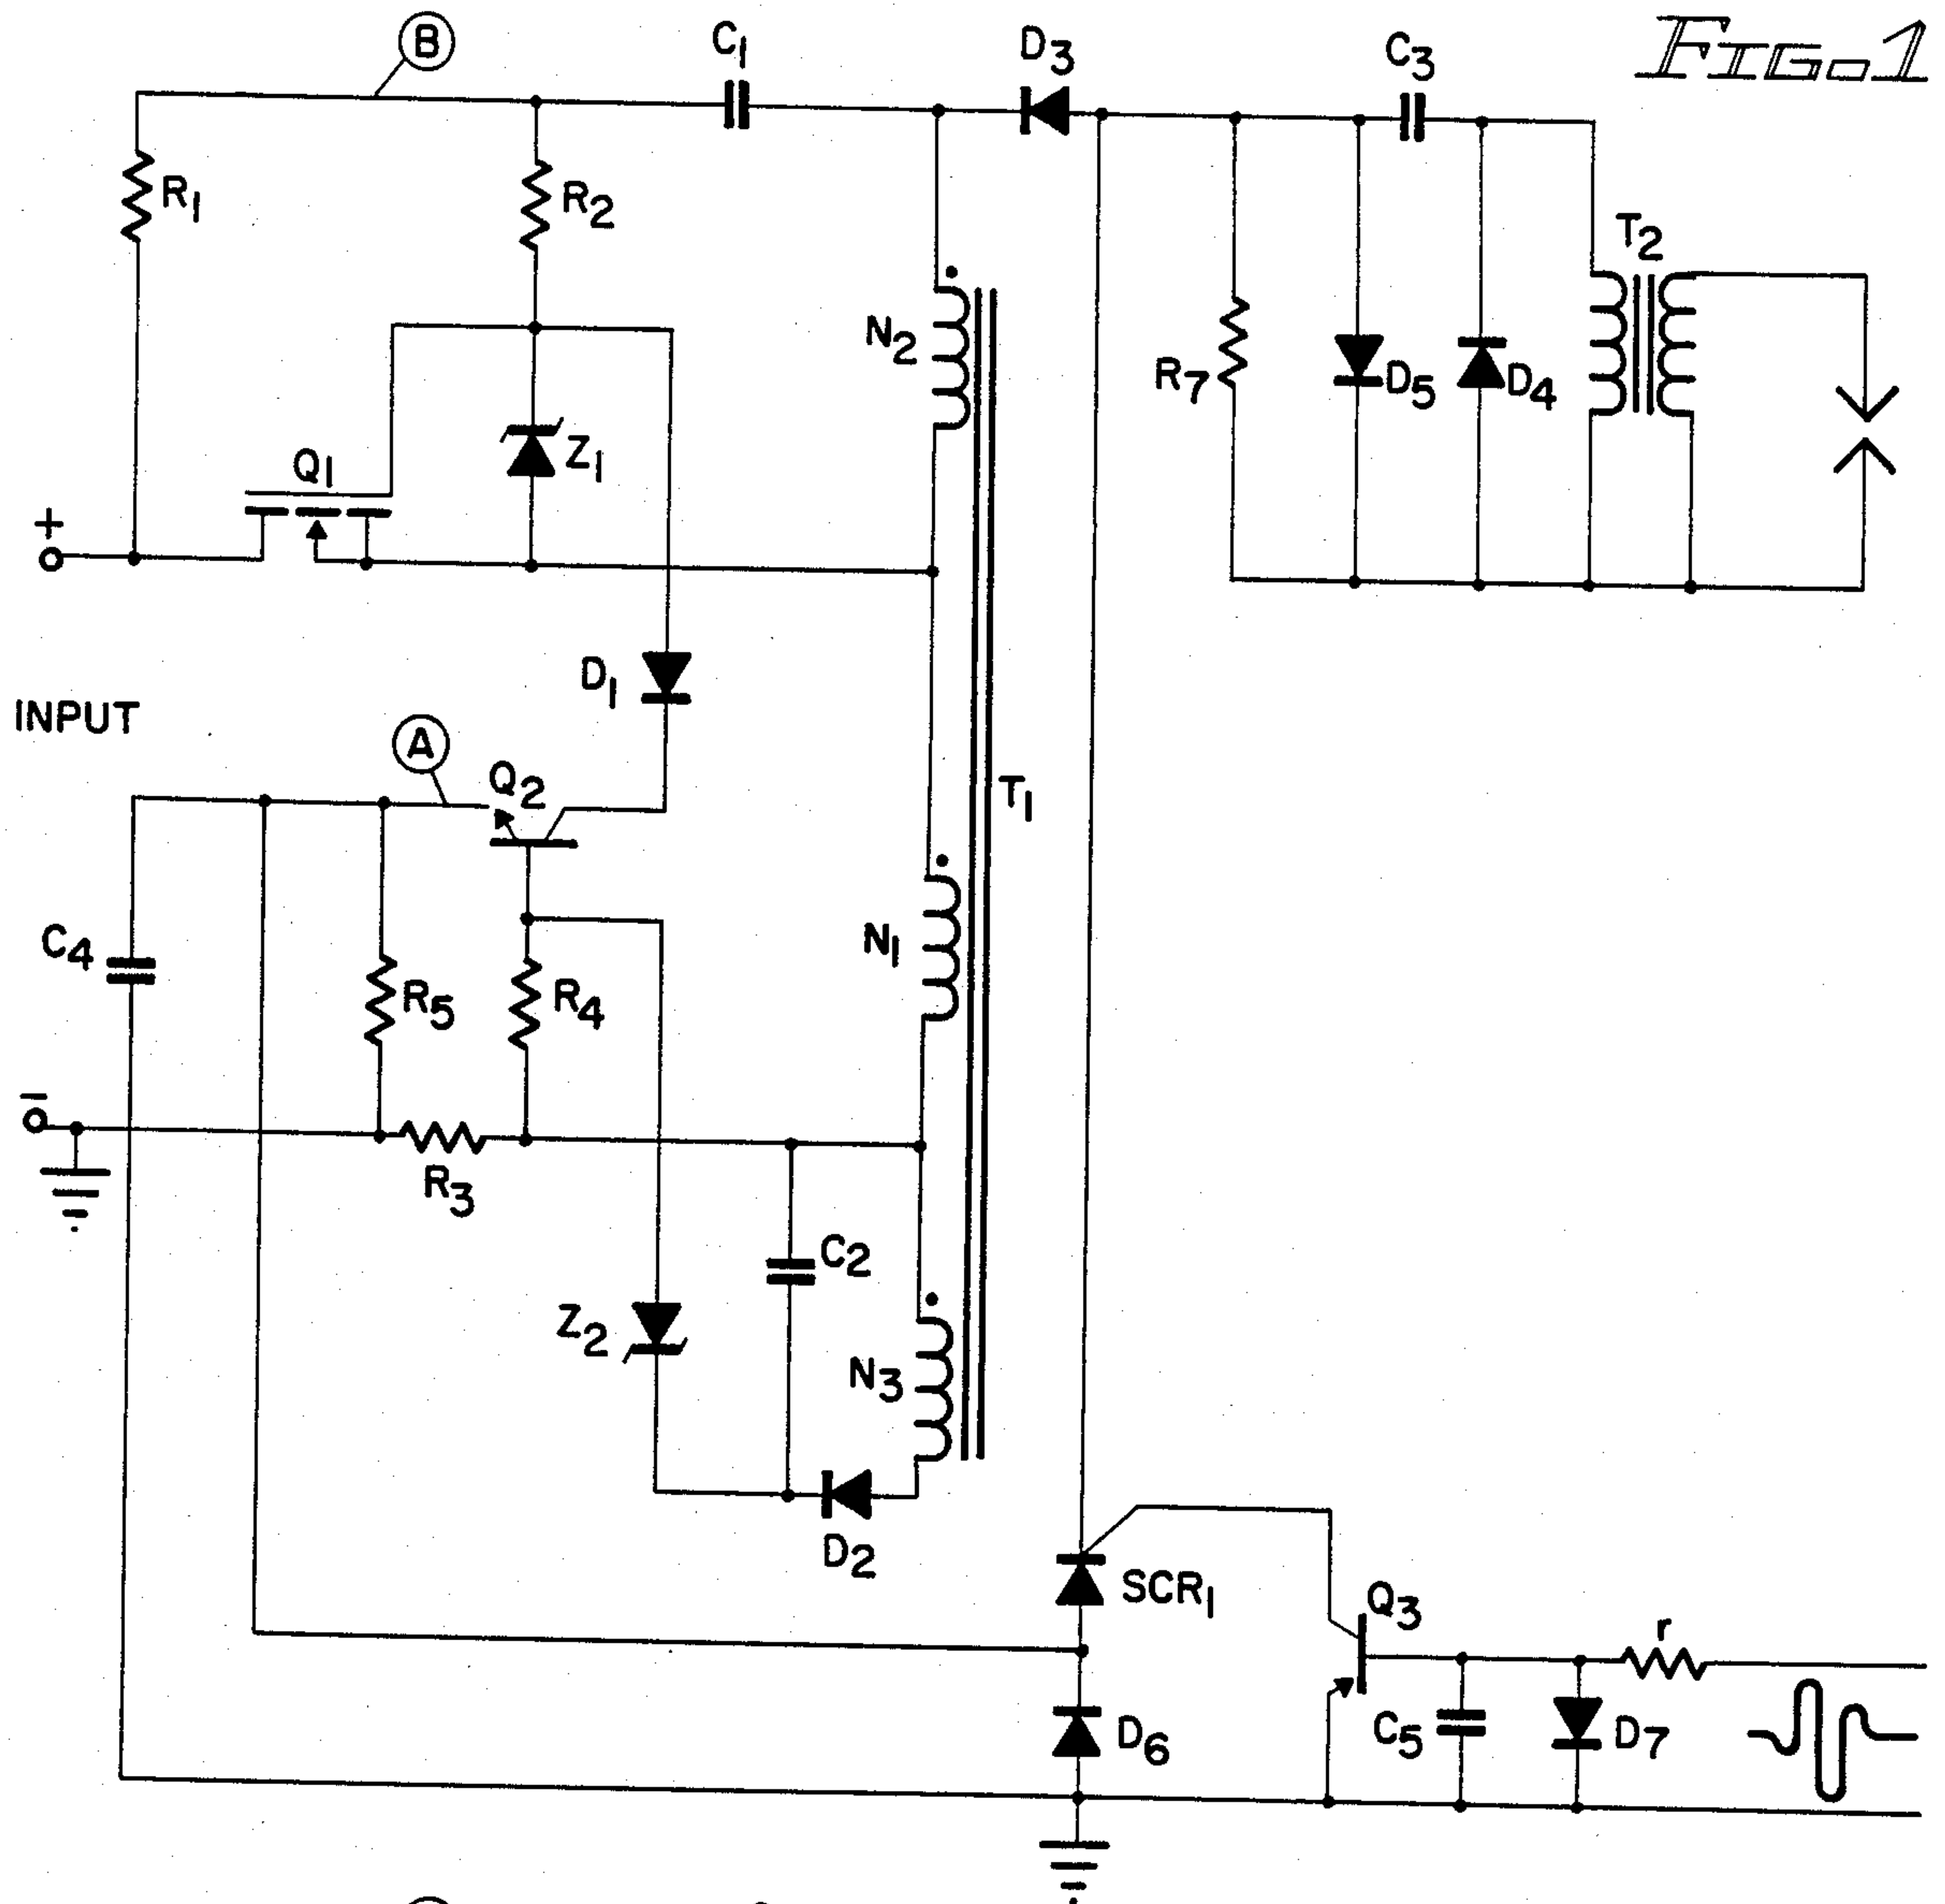 FIG. 1
B
C1
D3
C3
R1
R2
T2
N2
R7
D5
D4
Q1
Z1
+
D1
INPUT
A
Q2
T1
C4
N1
R5
R4
−
R3
C2
Z2
N3
D2
SCR1
Q3
r
D6
C5
D7